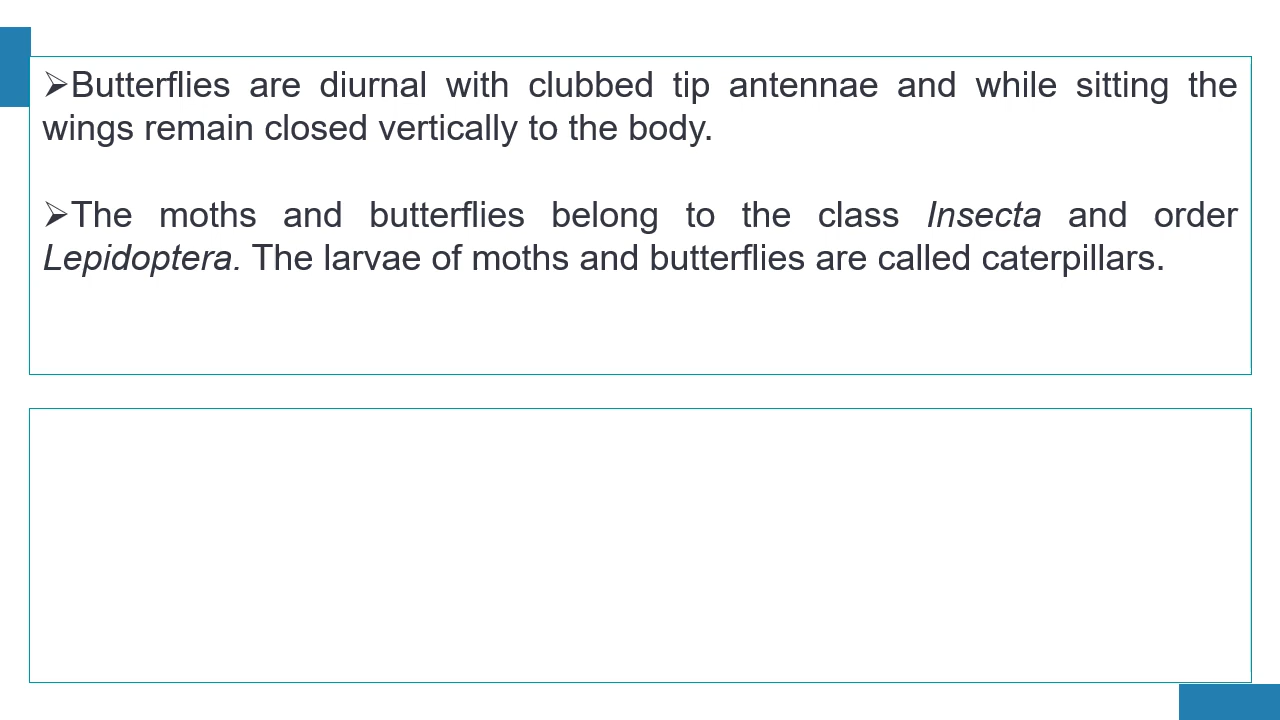 ➢Butterflies are diurnal with clubbed tip antennae and while sitting the
wings remain closed vertically to the body.
➢The moths and butterflies belong to the class Insecta and order
Lepidoptera. The larvae of moths and butterflies are called caterpillars.